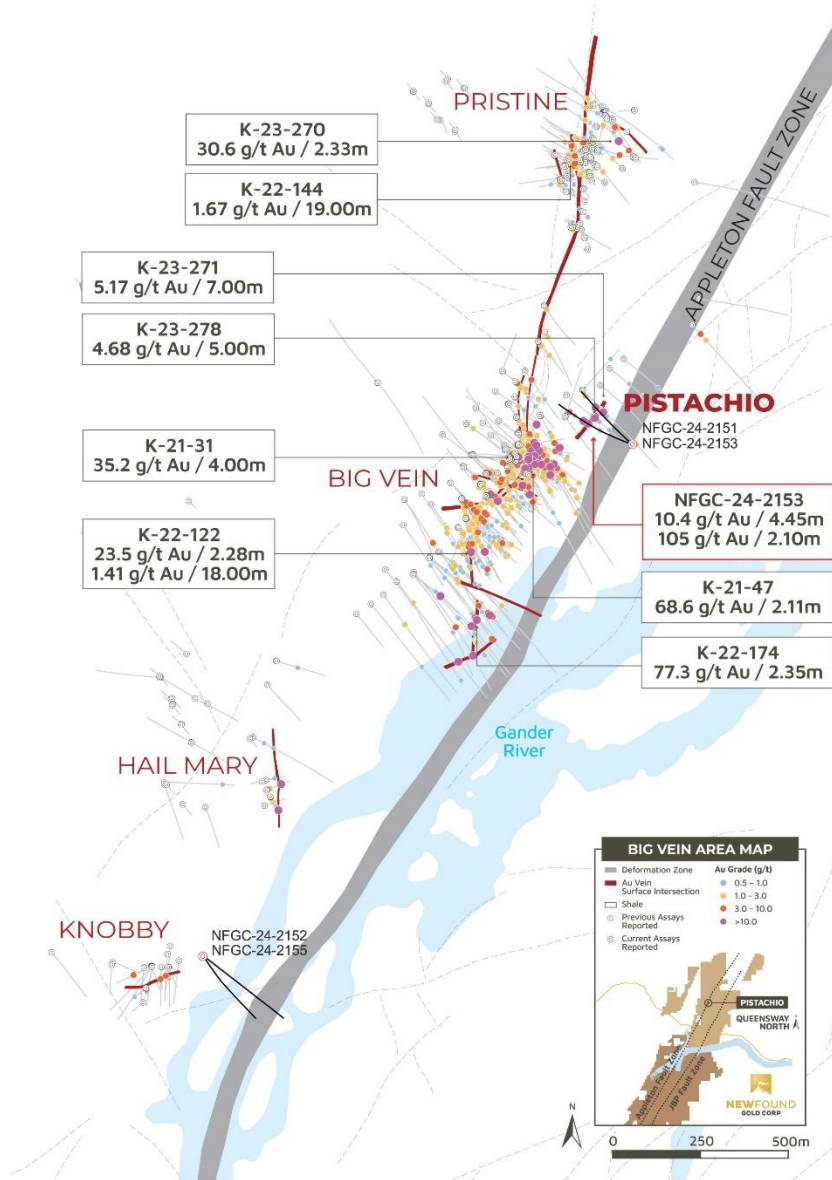 PRISTINE
K-23-270
30.6 g/t Au / 2.33m
K-22-144
1.67 g/t Au / 19.00m
APPLETON FAULT ZONE
K-23-271
5.17 g/t Au / 7.00m
K-23-278
4.68 g/t Au / 5.00m
PISTACHIO
NFGC-24-2151
NFGC-24-2153
K-21-31
35.2 g/t Au / 4.00m
BIG VEIN
NFGC-24-2153
10.4 g/t Au / 4.45m
105 g/t Au / 2.10m
K-22-122
23.5 g/t Au / 2.28m
1.41 g/t Au / 18.00m
K-21-47
68.6 g/t Au / 2.11m
K-22-174
77.3 g/t Au / 2.35m
Gander
River
HAIL MARY
KNOBBY
NFGC-24-2152
NFGC-24-2155
BIG VEIN AREA MAP
Deformation Zone
Au Vein
Surface Intersection
Shale
Previous Assays
Reported
Current Assays
Reported
Au Grade (g/t)
0.5 - 1.0
1.0 - 3.0
3.0 - 10.0
>10.0
PISTACHIO
QUEENSWAY
NORTH
Appleton Fault Zone
JBP Fault Zone
NEWFOUND
GOLD CORP
N
0 250 500m